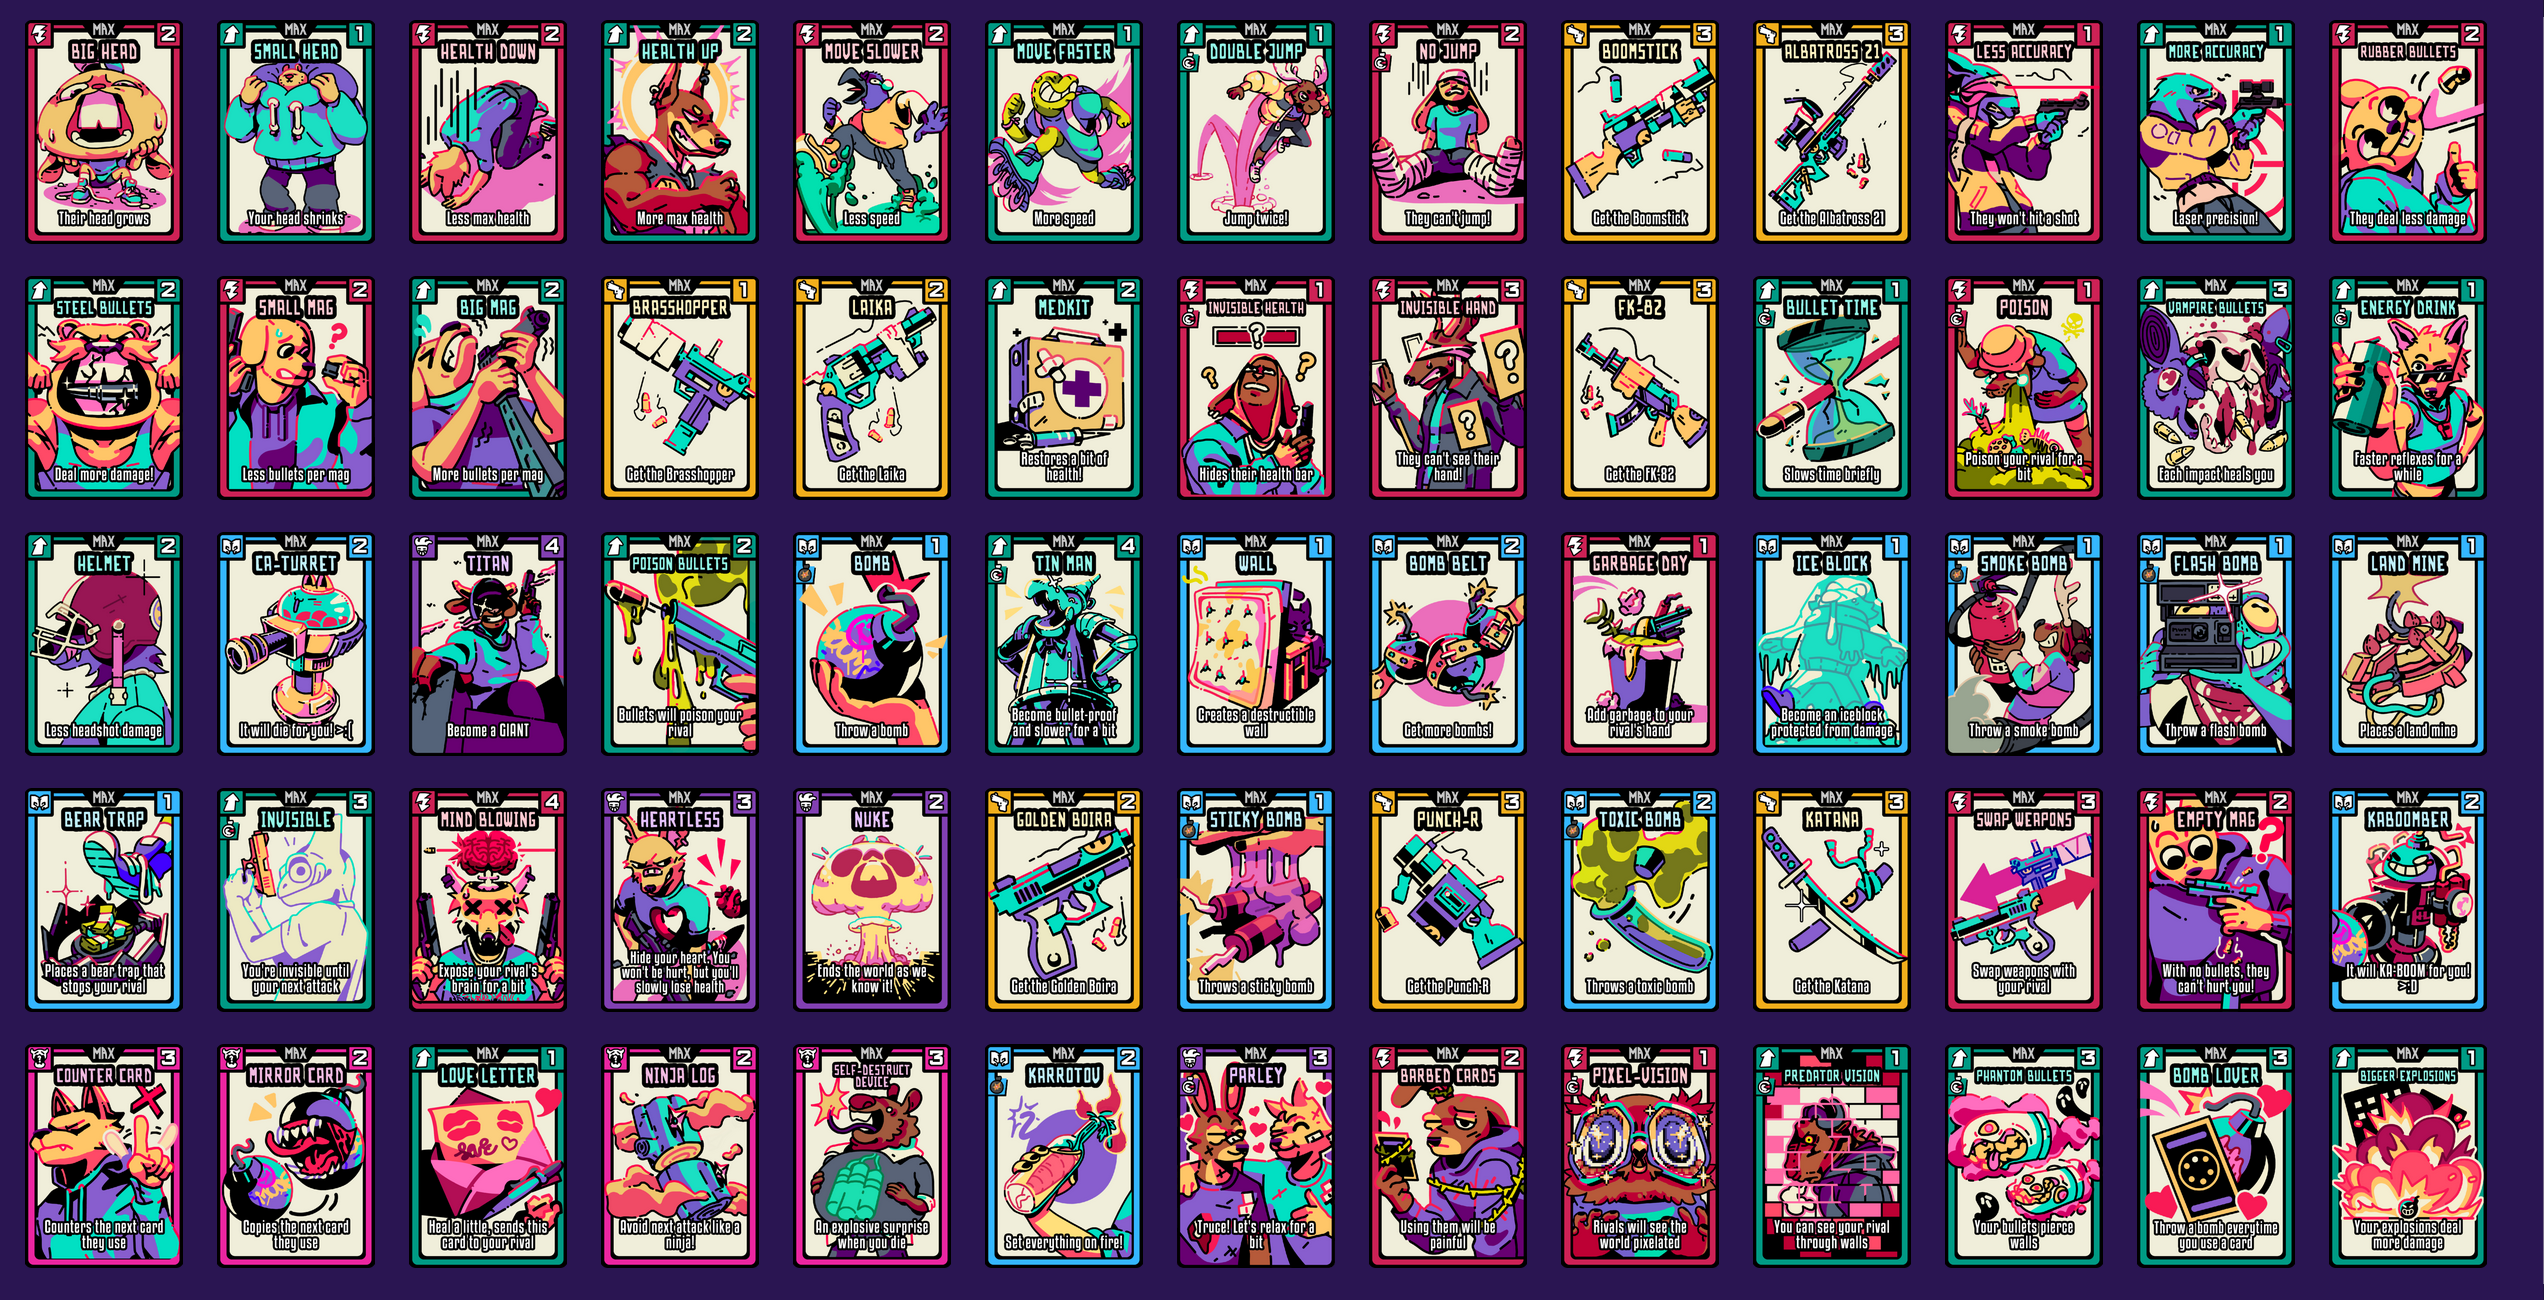 MAX 2
BIG HEAD
Their head grows
MAX 1
SMALL HEAD
Your head shrinks
MAX 2
HEALTH DOWN
Less max health
MAX 2
HEALTH UP
More max health
MAX 2
MOVE SLOWER
Less speed
MAX 1
MOVE FASTER
More speed
MAX 1
DOUBLE JUMP
Jump twice!
MAX 2
NO JUMP
They can't jump!
MAX 3
BOOMSTICK
Get the Boomstick
MAX 3
ALBATROSS 21
Get the Albatross 21
MAX 1
LESS ACCURACY
They won't hit a shot
MAX 1
MORE ACCURACY
Laser precision!
MAX 2
RUBBER BULLETS
They deal less damage
MAX 2
STEEL BULLETS
Deal more damage!
MAX 2
SMALL MAG
?
Less bullets per mag
MAX 2
BIG MAG
More bullets per mag
MAX 1
BRASSHOPPER
Get the Brasshopper
MAX 2
LAIKA
Get the Laika
MAX 2
MEDKIT
Restores a bit of
health!
MAX 1
INVISIBLE HEALTH
?
? ?
Hides their health bar
MAX 3
INVISIBLE HAND
?
?
They can't see their
hand!
MAX 3
FK-82
Get the FK-82
MAX 1
BULLET TIME
Slows time briefly
MAX 1
POISON
Poison your rival for a
bit
MAX 3
VAMPIRE BULLETS
Each impact heals you
MAX 1
ENERGY DRINK
Faster reflexes for a
while
MAX 2
HELMET
Less headshot damage
MAX 2
CA-TURRET
It will die for you! >:[
MAX 4
TITAN
Become a GIANT
MAX 2
POISON BULLETS
Bullets will poison your
rival
MAX 1
BOMB
Throw a bomb
MAX 4
TIN MAN
Become bullet-proof
and slower for a bit
MAX 1
WALL
Creates a destructible
wall
MAX 2
BOMB BELT
Get more bombs!
MAX 1
GARBAGE DAY
Add garbage to your
rival's hand
MAX 1
ICE BLOCK
Become an iceblock
protected from damage
MAX 1
SMOKE BOMB
Throw a smoke bomb
MAX 1
FLASH BOMB
Throw a flash bomb
MAX 1
LAND MINE
Places a land mine
MAX 1
BEAR TRAP
Places a bear trap that
stops your rival
MAX 3
INVISIBLE
You're invisible until
your next attack
MAX 4
MIND BLOWING
Expose your rival's
brain for a bit
MAX 3
HEARTLESS
Hide your heart. You
won't be hurt, but you'll
slowly lose health
MAX 2
NUKE
Ends the world as we
know it!
MAX 2
GOLDEN BOIRA
Get the Golden Boira
MAX 1
STICKY BOMB
Throws a sticky bomb
MAX 3
PUNCH-R
Get the Punch-R
MAX 2
TOXIC BOMB
Throws a toxic bomb
MAX 3
KATANA
Get the Katana
MAX 3
SWAP WEAPONS
Swap weapons with
your rival
MAX 2
EMPTY MAG
?
With no bullets, they
can't hurt you!
MAX 2
KABOOMBER
It will KA-BOOM for you!
>:D
MAX 3
COUNTER CARD
Counters the next card
they use
MAX 2
MIRROR CARD
Copies the next card
they use
MAX 1
LOVE LETTER
Love
Heal a little, sends this
card to your rival
MAX 2
NINJA LOG
Avoid next attack like a
ninja!
MAX 3
SELF-DESTRUCT
DEVICE
An explosive surprise
when you die
MAX 2
KARROTOV
Set everything on fire!
MAX 3
PARLEY
Truce! Let's relax for a
bit
MAX 2
BARBED CARDS
Using them will be
painful
MAX 1
PIXEL-VISION
Rivals will see the
world pixelated
MAX 1
PREDATOR VISION
You can see your rival
through walls
MAX 3
PHANTOM BULLETS
Your bullets pierce
walls
MAX 3
BOMB LOVER
Throw a bomb everytime
you use a card
MAX 1
BIGGER EXPLOSIONS
Your explosions deal
more damage